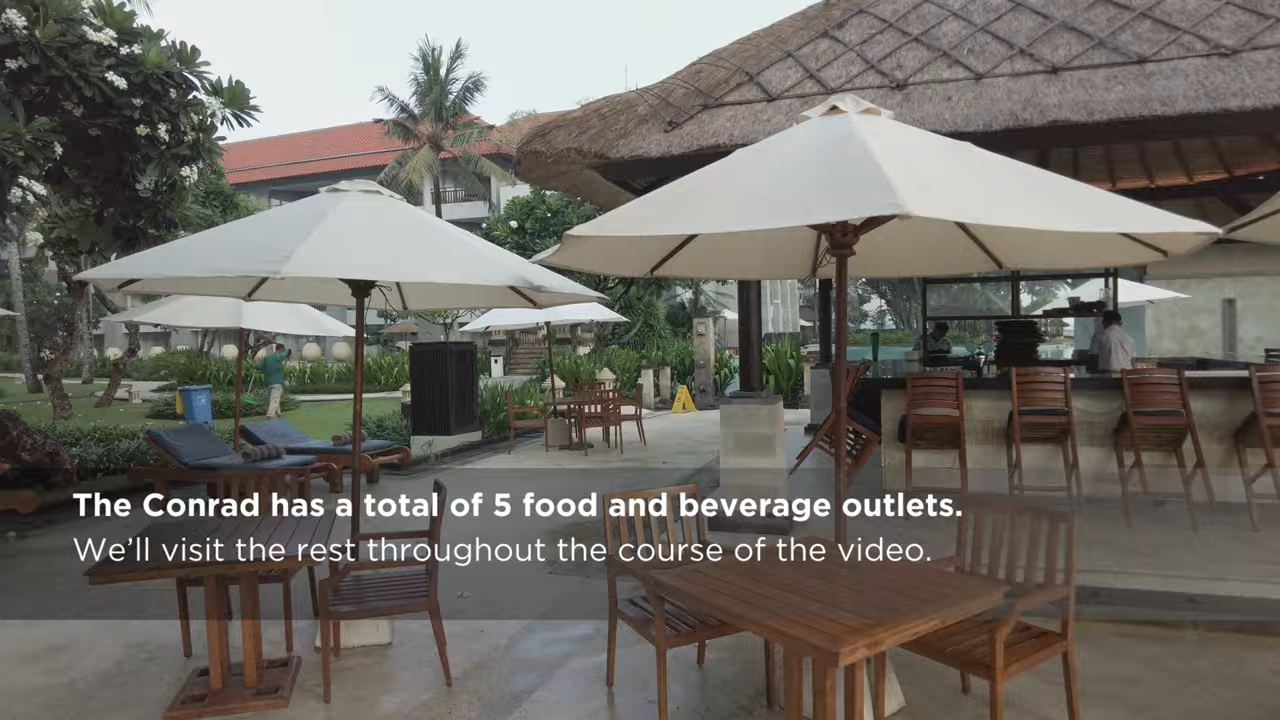 The Conrad has a total of 5 food and beverage outlets.
We'll visit the rest throughout the course of the video.